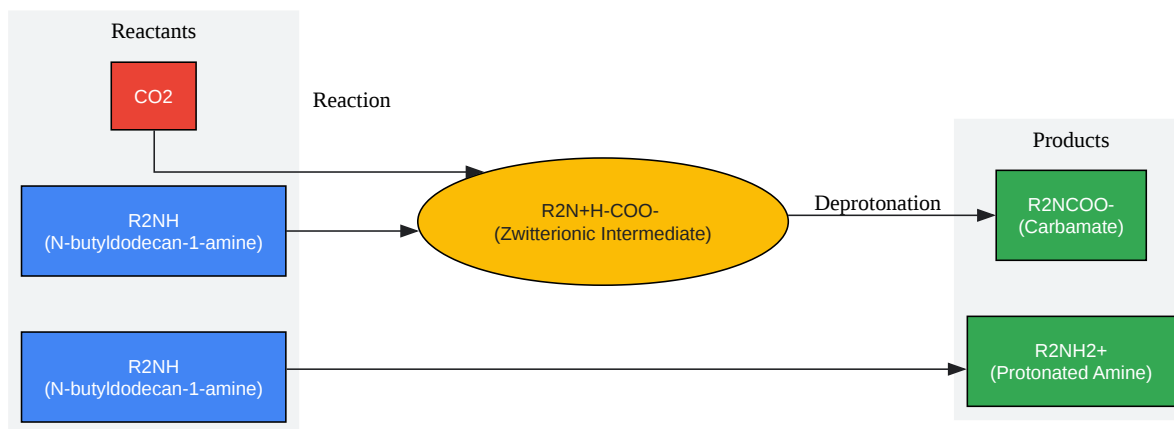 Reactants
CO2
Reaction
R2NH
(N-butyldodecan-1-amine)
R2N+H-COO-
(Zwitterionic Intermediate)
Deprotonation
Products
R2NCOO-
(Carbamate)
R2NH
(N-butyldodecan-1-amine)
R2NH2+
(Protonated Amine)